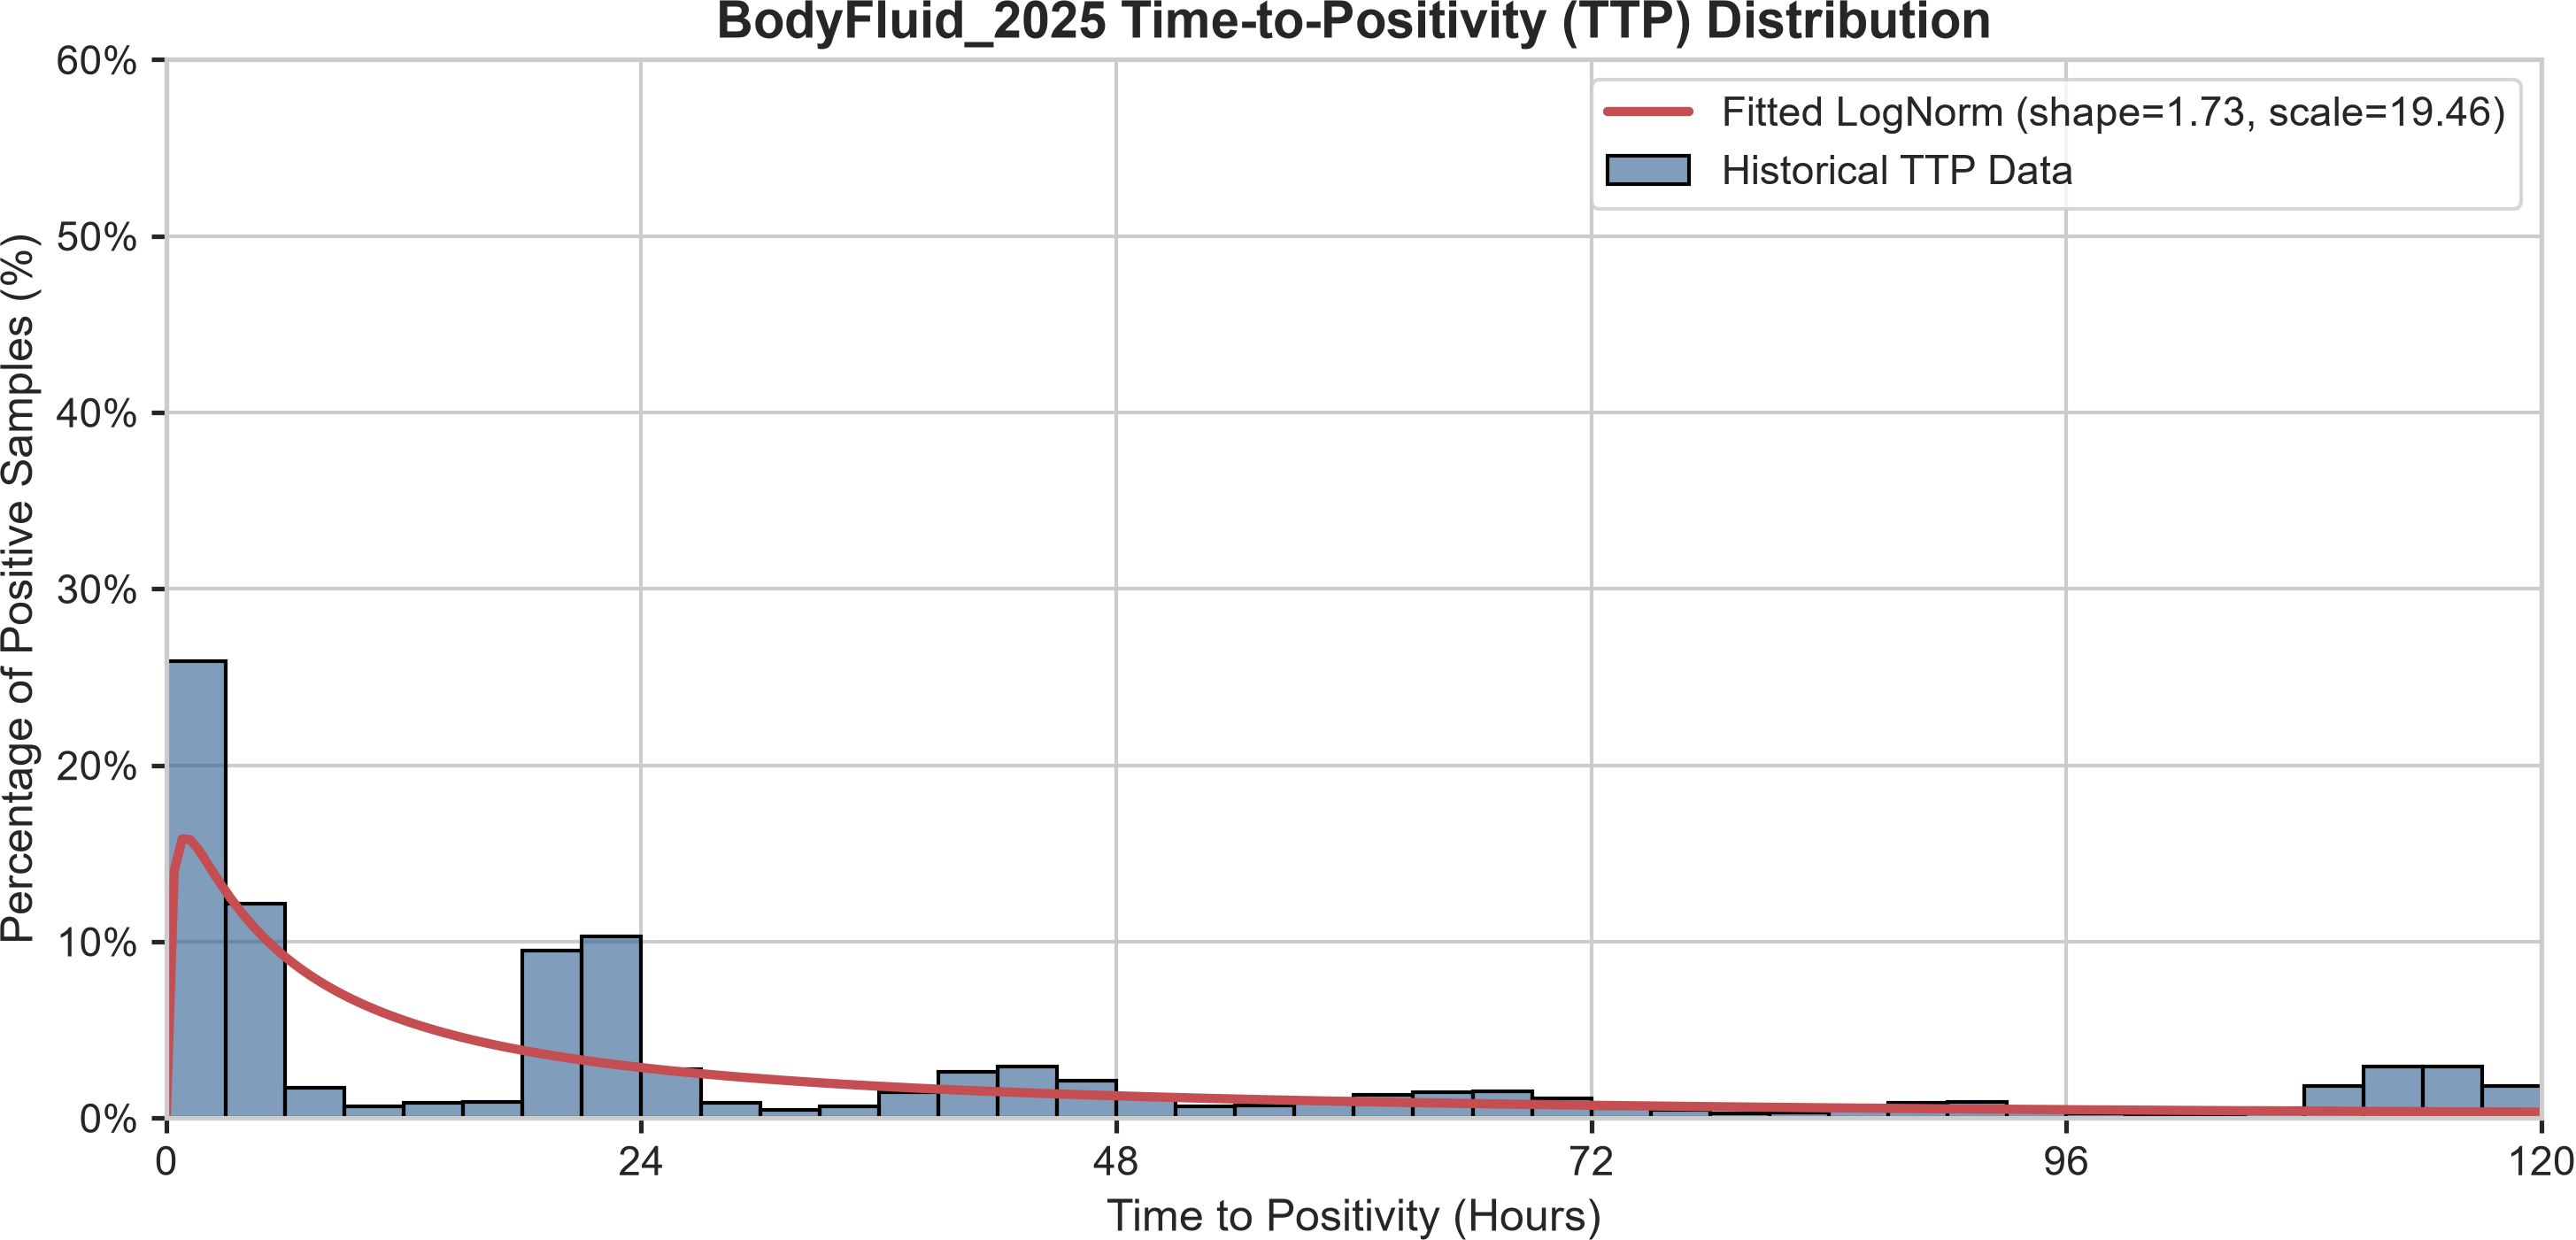 BodyFluid_2025 Time-to-Positivity (TTP) Distribution
Fitted LogNorm (shape=1.73, scale=19.46)
Historical TTP Data
Percentage of Positive Samples (%)
60%
50%
40%
30%
20%
10%
0%
0 24 48 72 96 120
Time to Positivity (Hours)